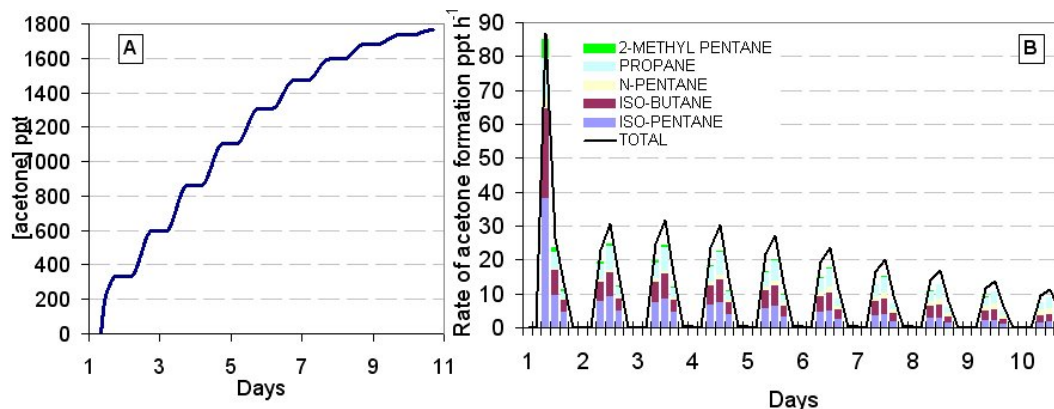 1800
1600
1400
1200
1000
800
600
400
200
0
[acetone] ppt
A
1 3 5 7 9 11
Days
90
80
70
60
50
40
30
20
10
0
Rate of acetone formation ppt h-1
B
2-METHYL PENTANE
PROPANE
N-PENTANE
ISO-BUTANE
ISO-PENTANE
TOTAL
1 2 3 4 5 6 7 8 9 10
Days